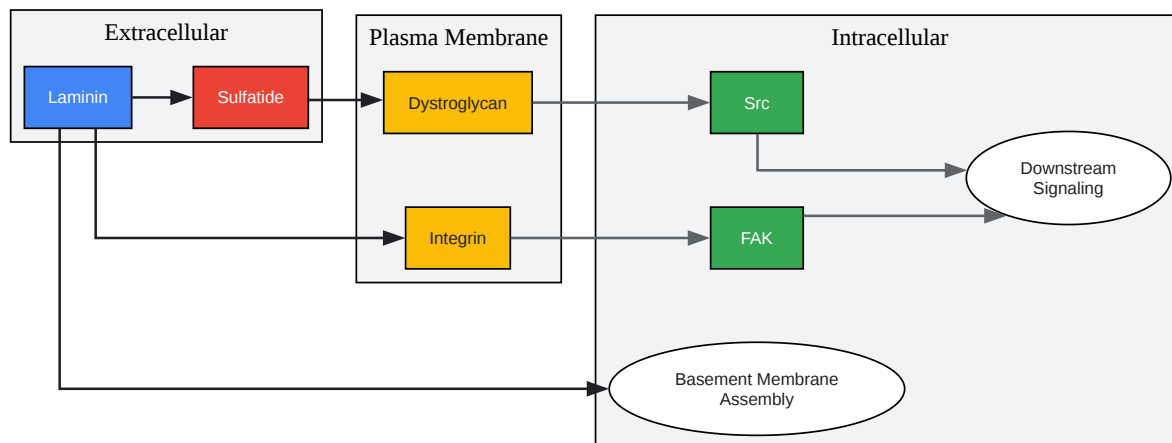 Extracellular
Plasma Membrane
Intracellular
Laminin
Sulfatide
Dystroglycan
Src
Downstream
Signaling
Integrin
FAK
Basement Membrane
Assembly